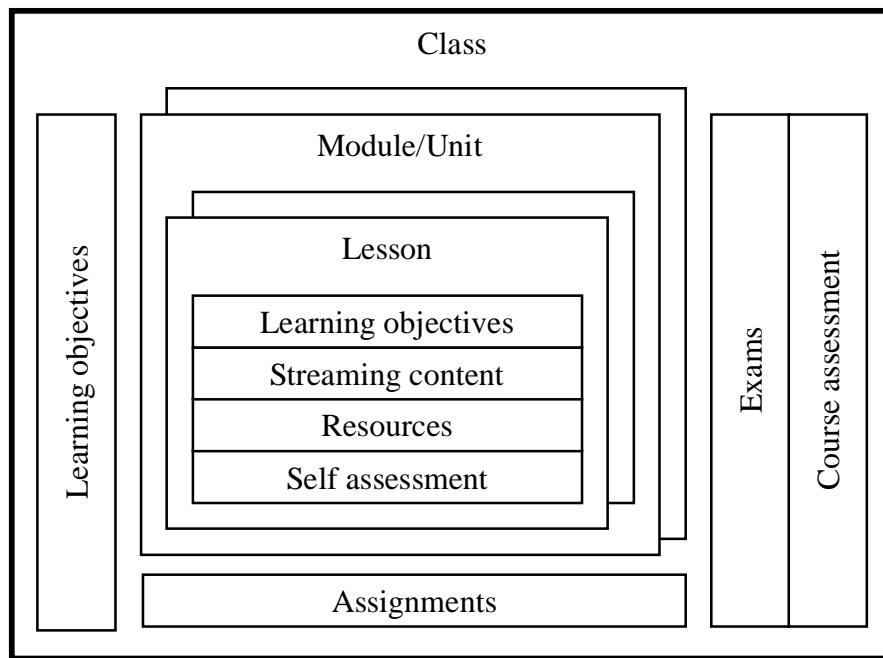 Class
Learning objectives
Module/Unit
Lesson
Learning objectives
Streaming content
Resources
Self assessment
Assignments
Exams
Course assessment